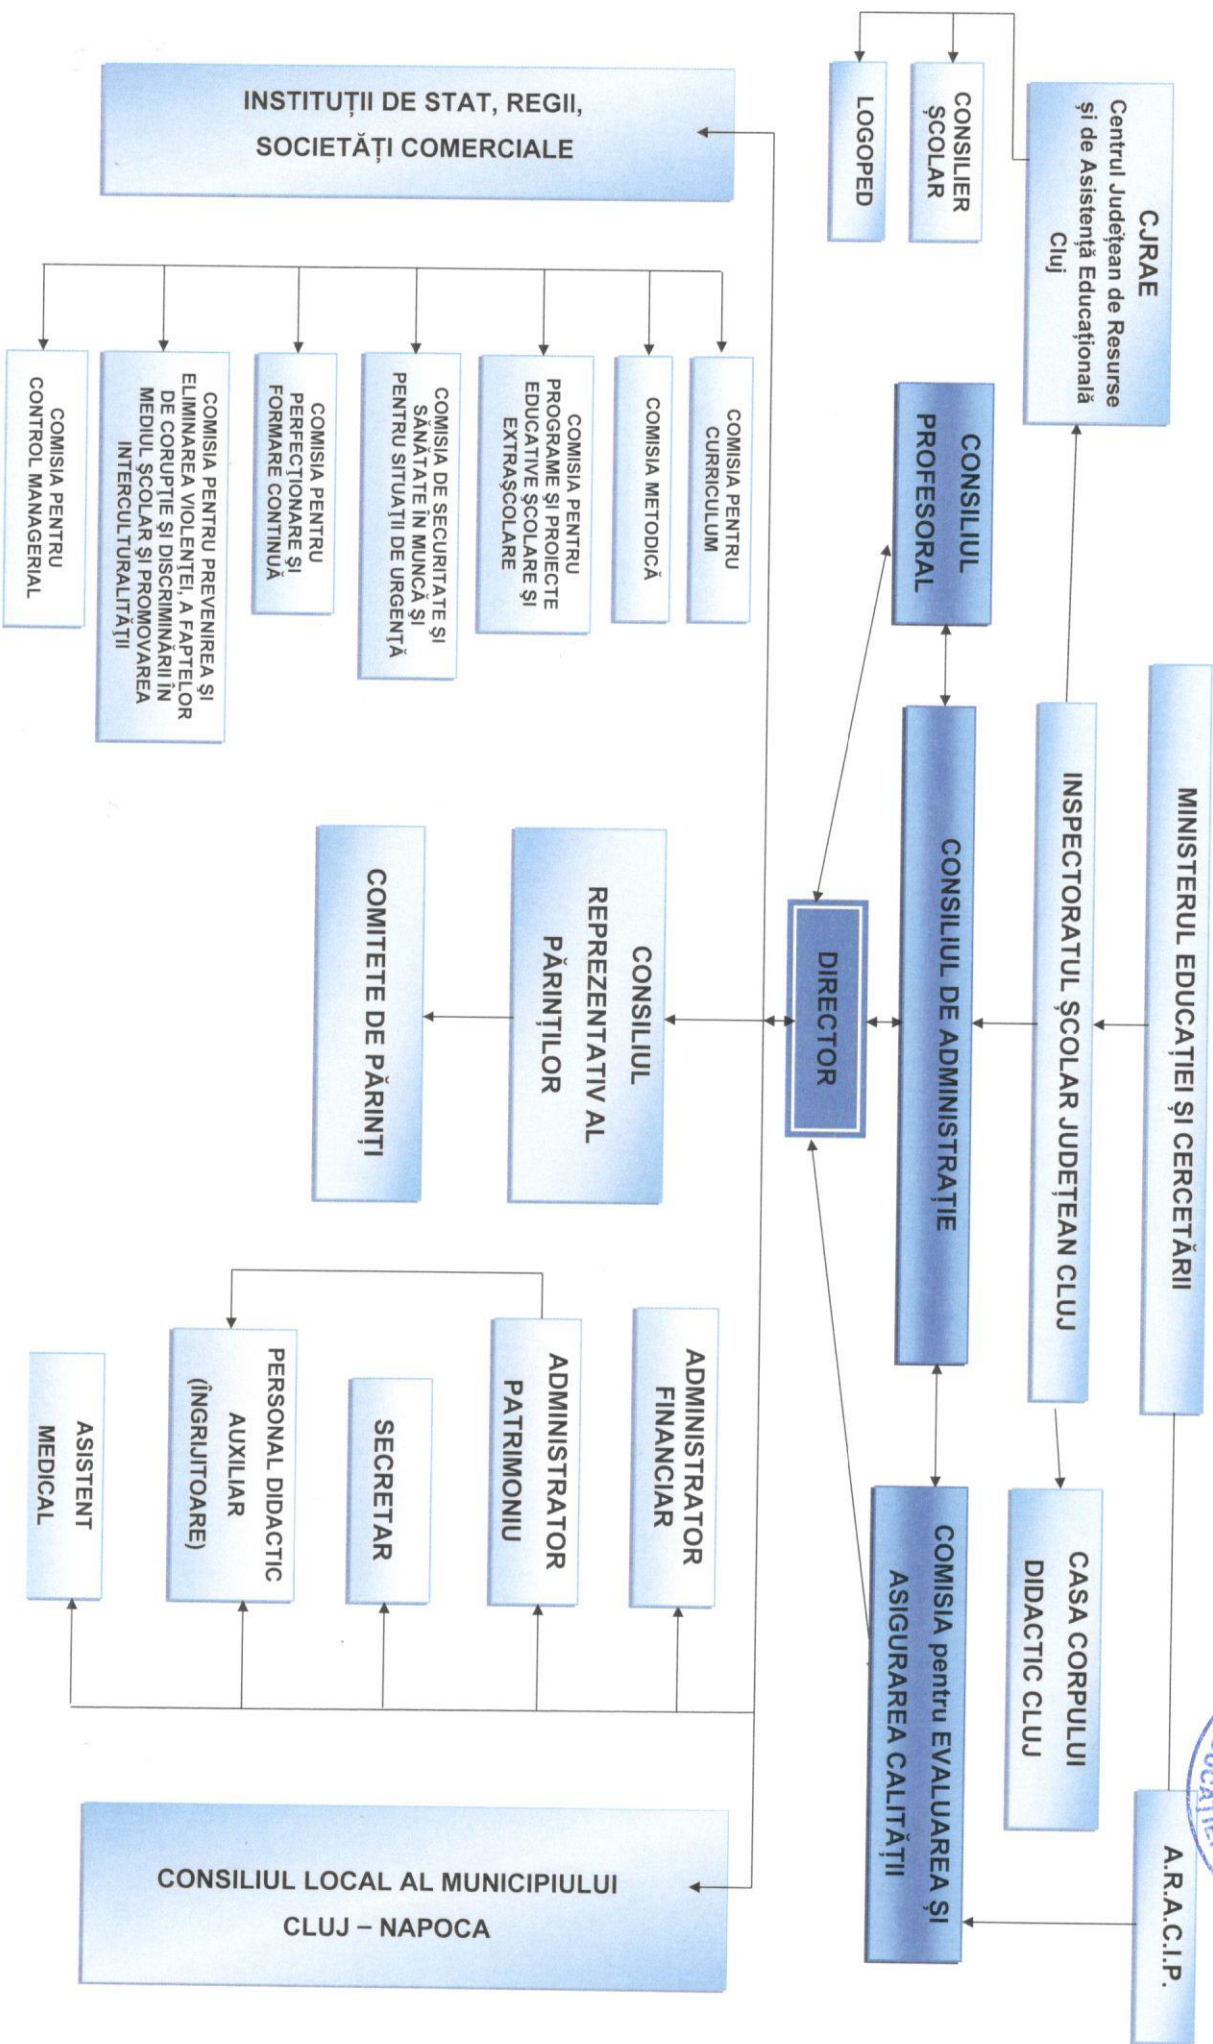 MINISTERUL EDUCAȚIEI ȘI CERCETĂRII
A.R.A.C.I.P.
INSPECTORATUL ȘCOLAR JUDEȚEAN CLUJ
CJRAE
Centrul Județean de Resurse
și de Asistență Educațională
Cluj
CASA CORPULUI
DIDACTIC CLUJ
CONSILIER
ȘCOLAR
LOGOPED
CONSILIUL
PROFESORAL
CONSILIUL DE ADMINISTRAȚIE
COMISIA pentru EVALUAREA ȘI
ASIGURAREA CALITĂȚII
DIRECTOR
INSTITUȚII DE STAT, REGII,
SOCIETĂȚI COMERCIALE
COMISIA PENTRU
CURRICULUM
COMISIA METODICĂ
COMISIA PENTRU
PROGRAME ȘI PROIECTE
EDUCATIVE ȘCOLARE ȘI
EXTRAȘCOLARE
COMISIA DE SECURITATE ȘI
SĂNĂTATE ÎN MUNCĂ ȘI
PENTRU SITUAȚII DE URGENȚĂ
COMISIA PENTRU
PERFECȚIONARE ȘI
FORMARE CONTINUĂ
COMISIA PENTRU PREVENIREA ȘI
ELIMINAREA VIOLENȚEI, A FAPTELOR
DE CORUPȚIE ȘI DISCRIMINĂRII ÎN
MEDIUL ȘCOLAR ȘI PROMOVAREA
INTERCULTURALITĂȚII
COMISIA PENTRU
CONTROL MANAGERIAL
CONSILIUL
REPREZENTATIV AL
PĂRINȚILOR
COMITETE DE PĂRINȚI
ADMINISTRATOR
FINANCIAR
ADMINISTRATOR
PATRIMONIU
SECRETAR
PERSONAL DIDACTIC
AUXILIAR
(ÎNGRIJITOARE)
ASISTENT
MEDICAL
CONSILIUL LOCAL AL MUNICIPIULUI
CLUJ – NAPOCA